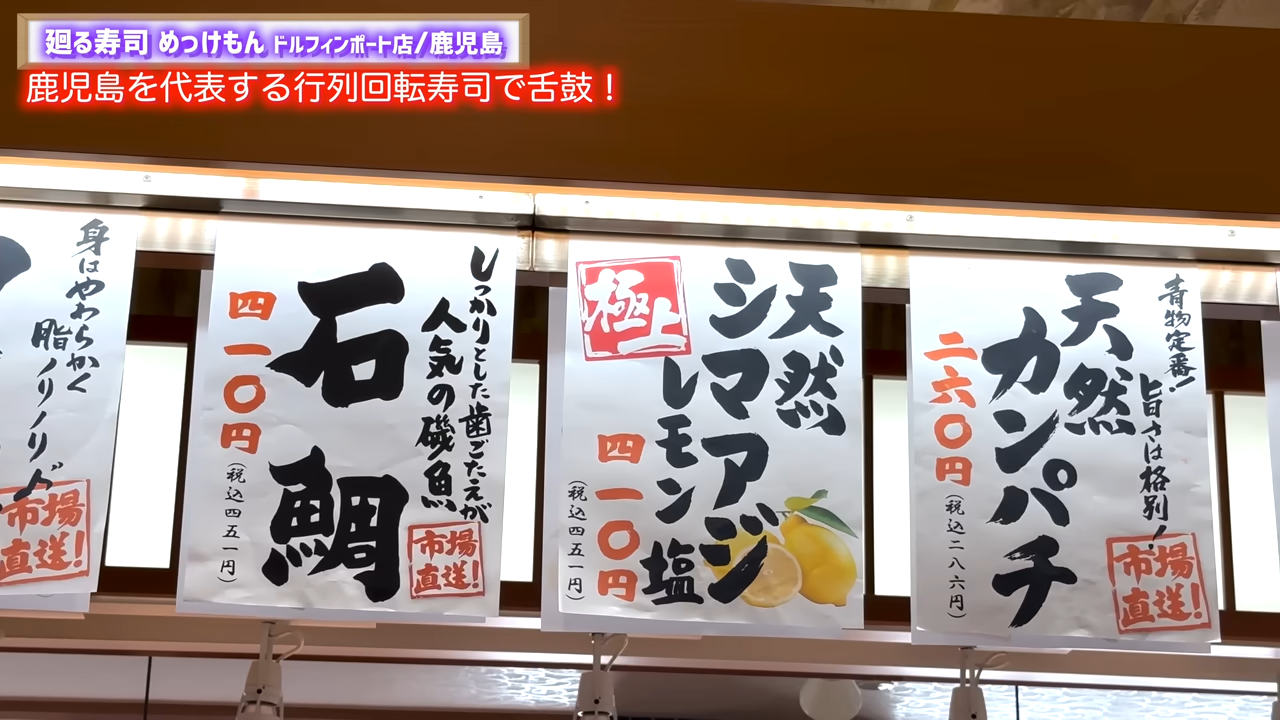 廻る寿司 めっけもん ドルフィンポート店/鹿児島
鹿児島を代表する行列回転寿司で舌鼓！
青物定番！
旨さは格別！
天然
カンパチ
二六〇円
（税込二八六円）
市場
直送！
天然
シマアジ
レモン塩
極上
四一〇円
（税込四五一円）
しっかりとした歯ごたえが
人気の磯魚
石鯛
四一〇円
（税込四五一円）
市場
直送！
身はやわらかく
脂ノリノリ
市場
直送！